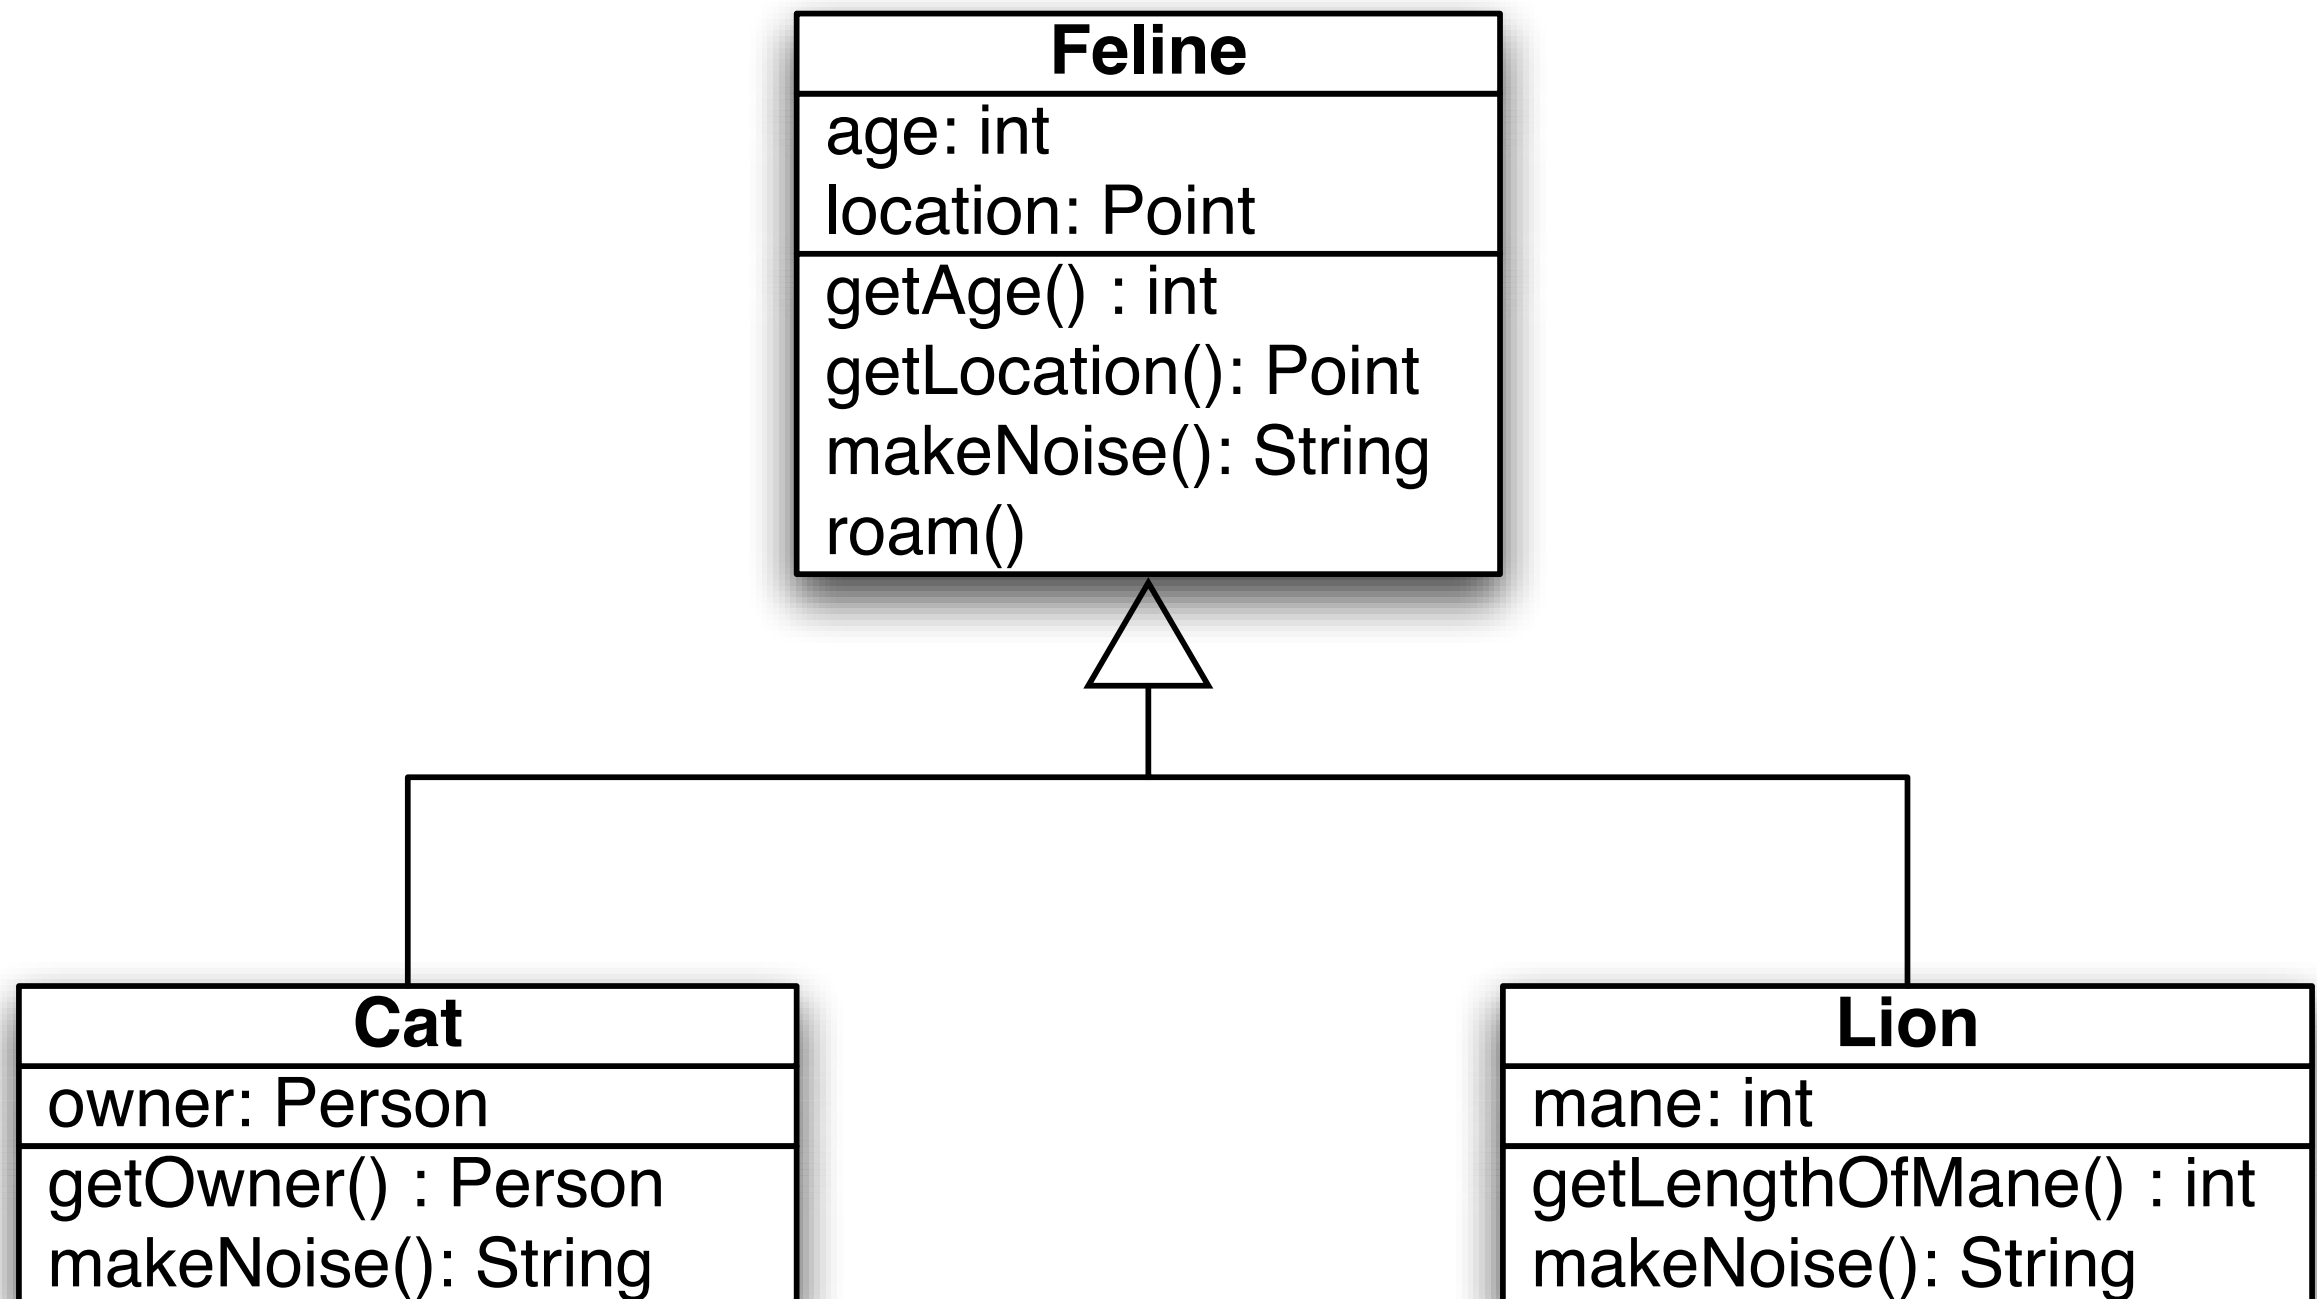 Feline
age: int
location: Point
getAge() : int
getLocation(): Point
makeNoise(): String
roam()
Cat
owner: Person
getOwner() : Person
makeNoise(): String
Lion
mane: int
getLengthOfMane() : int
makeNoise(): String